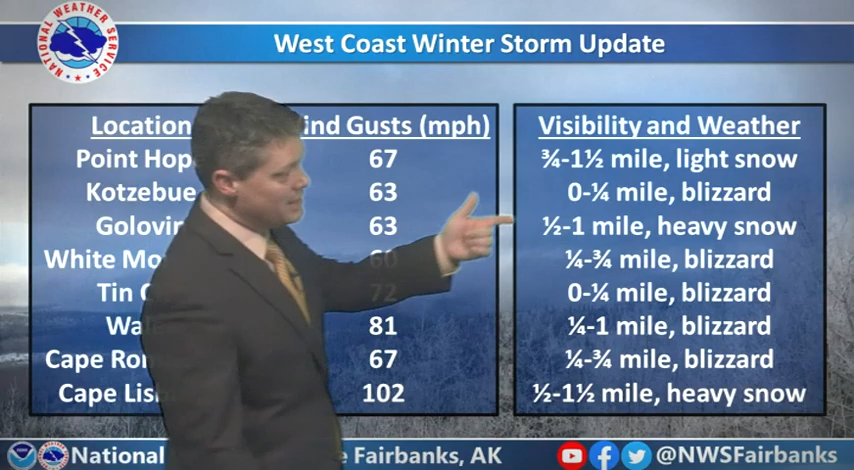 NATIONAL WEATHER SERVICE
West Coast Winter Storm Update
Location ind Gusts (mph) Visibility and Weather
Point Hop 67 ¾-1½ mile, light snow
Kotzebue 63 0-¼ mile, blizzard
Golovin 63 ½-1 mile, heavy snow
White Mo 60 ¼-¾ mile, blizzard
Tin C 72 0-¼ mile, blizzard
Wal 81 ¼-1 mile, blizzard
Cape Rom 67 ¼-¾ mile, blizzard
Cape Lis 102 ½-1½ mile, heavy snow
National e Fairbanks, AK @NWSFairbanks